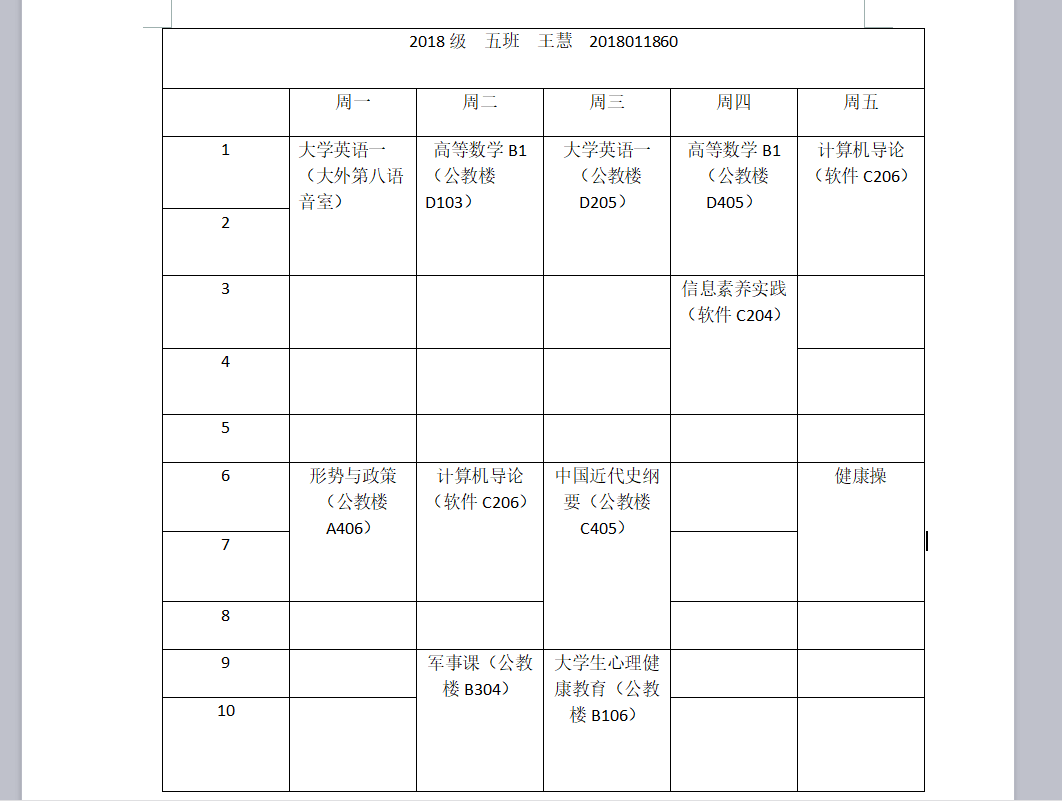 2018 级 五班 王慧 2018011860
周一 周二 周三 周四 周五
1
大学英语一
（大外第八语
音室）
高等数学 B1
（公教楼
D103）
大学英语一
（公教楼
D205）
高等数学 B1
（公教楼
D405）
计算机导论
（软件 C206）
2
3
信息素养实践
（软件 C204）
4
5
6
形势与政策
（公教楼
A406）
计算机导论
（软件 C206）
中国近代史纲
要（公教楼
C405）
健康操
7
8
9
军事课（公教
楼 B304）
大学生心理健
康教育（公教
楼 B106）
10